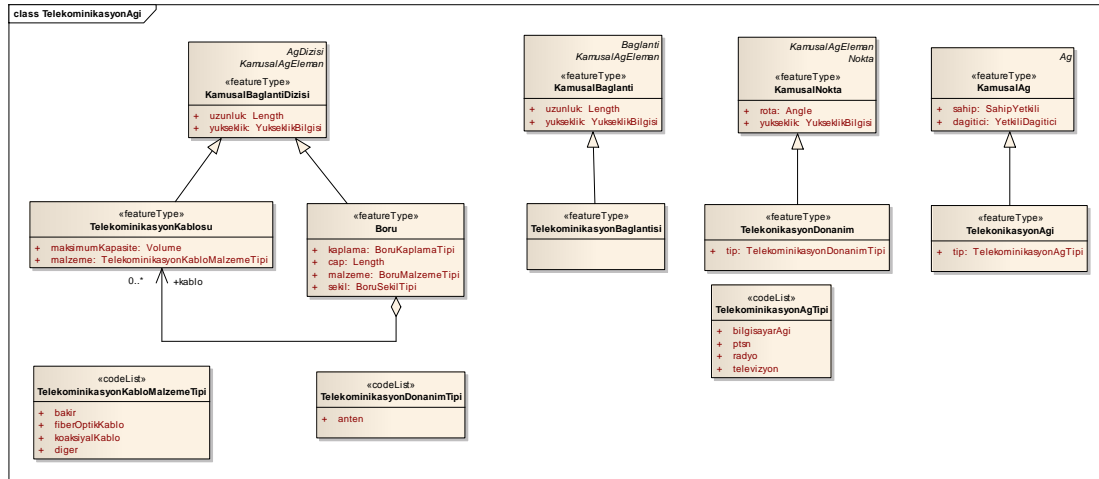 class TelekominikasyonAgi
AgDizisi
KamusalAgEleman
«featureType»
KamusalBaglantiDizisi
+ uzunluk: Length
+ yukseklik: YukseklikBilgisi
Baglanti
KamusalAgEleman
«featureType»
KamusalBaglanti
+ uzunluk: Length
+ yukseklik: YukseklikBilgisi
KamusalAgEleman
Nokta
«featureType»
KamusalNokta
+ rota: Angle
+ yukseklik: YukseklikBilgisi
Ag
«featureType»
KamusalAg
+ sahip: SahipYetkili
+ dagitici: YetkiliDagitici
«featureType»
TelekominikasyonKablosu
+ maksimumKapasite: Volume
+ malzeme: TelekominikasyonKabloMalzemeTipi
«featureType»
Boru
+ kaplama: BoruKaplamaTipi
+ cap: Length
+ malzeme: BoruMalzemeTipi
+ sekil: BoruSekilTipi
«featureType»
TelekominikasyonBaglantisi
«featureType»
TelekonikasyonDonanim
+ tip: TelekominikasyonDonanimTipi
«featureType»
TelekonikasyonAgi
+ tip: TelekominikasyonAgTipi
0..* +kablo
«codeList»
TelekominikasyonAgTipi
+ bilgisayarAgi
+ ptsn
+ radyo
+ televizyon
«codeList»
TelekominikasyonKabloMalzemeTipi
+ bakir
+ fiberOptikKablo
+ koaksiyalKablo
+ diger
«codeList»
TelekominikasyonDonanimTipi
+ anten